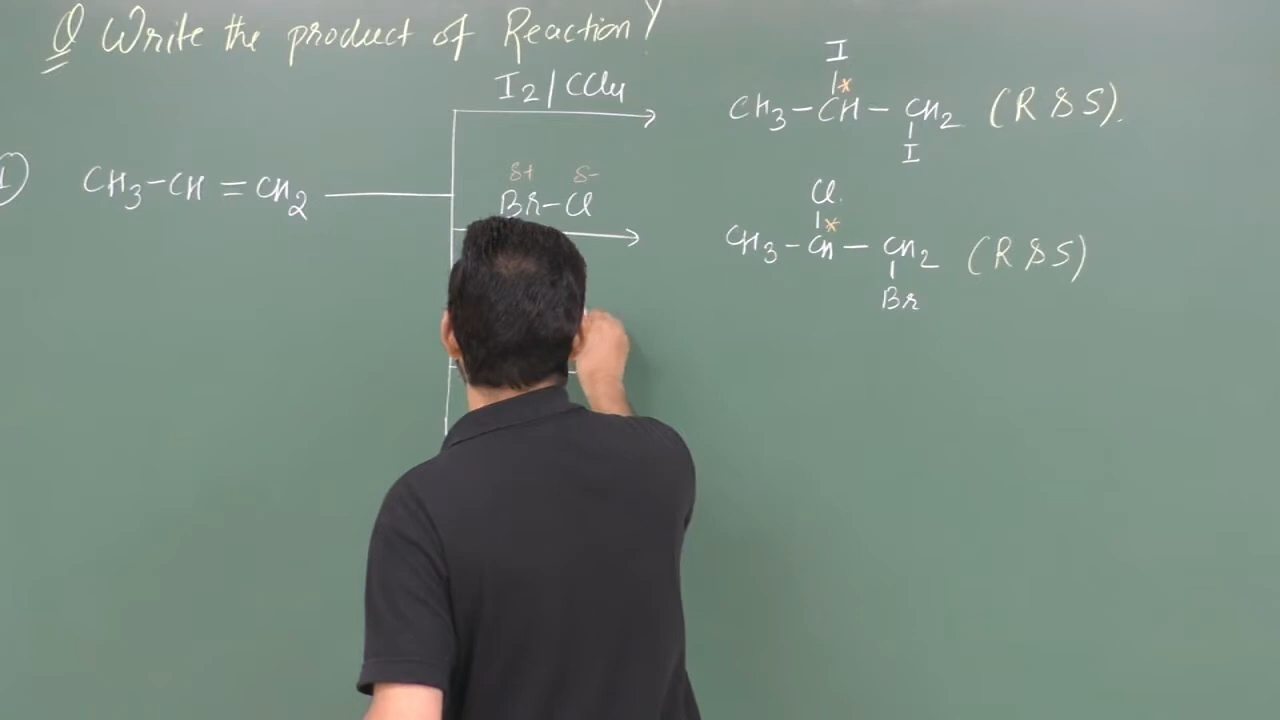 Q Write the product of Reaction?
I2 / CCl4
I
CH3-CH-CH2 (R & S).
I
1) CH3-CH=CH2
δ+ δ-
Br-Cl
Cl.
CH3-CH-CH2 (R & S)
Br